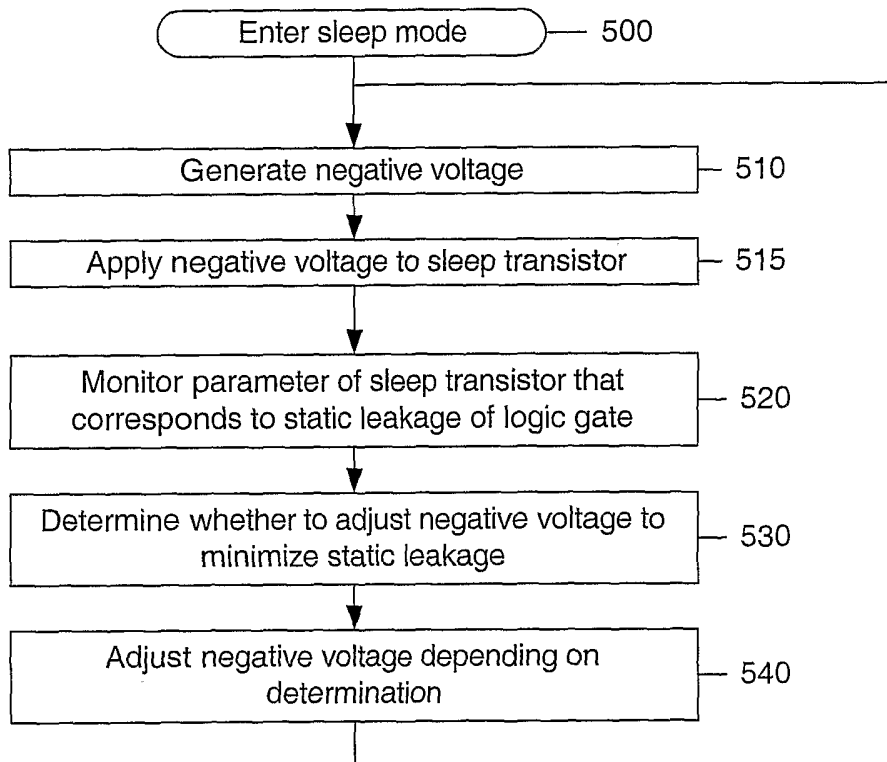 Enter sleep mode 500
Generate negative voltage 510
Apply negative voltage to sleep transistor 515
Monitor parameter of sleep transistor that
corresponds to static leakage of logic gate 520
Determine whether to adjust negative voltage to
minimize static leakage 530
Adjust negative voltage depending on
determination 540